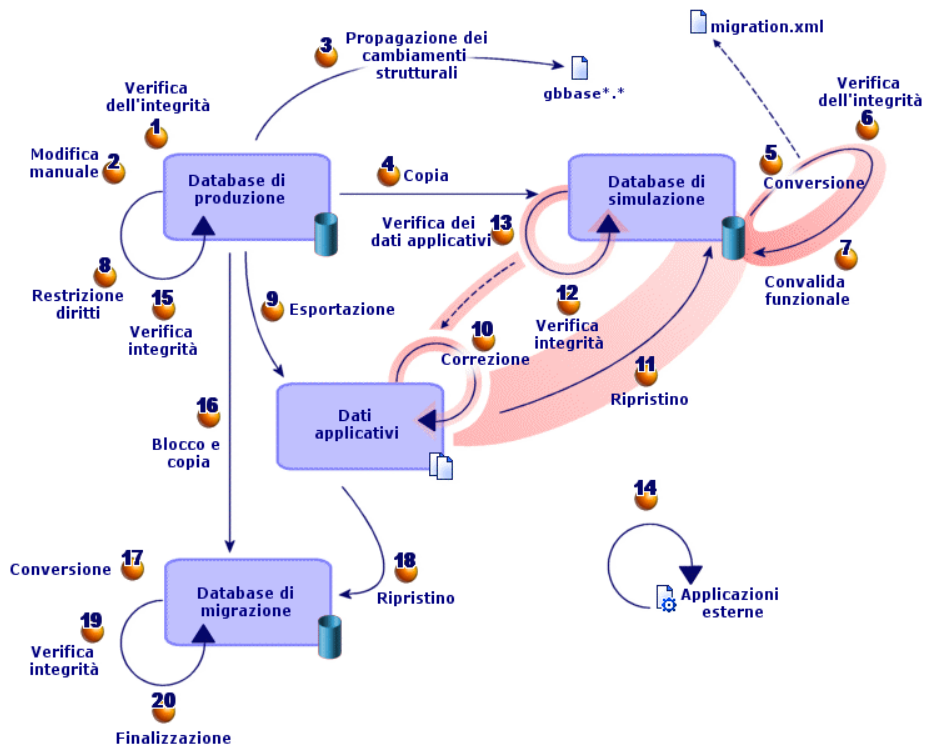 migration.xml
3
Propagazione dei
cambiamenti
strutturali
gbbase*.*
Verifica
dell'integrità
1
Modifica
manuale
2
Database di
produzione
4
Copia
Database di
simulazione
5
Conversione
Verifica
dell'integrità
6
7
Convalida
funzionale
Verifica dei
dati applicativi
13
8
Restrizione
diritti
15
Verifica
integrità
9
Esportazione
10
Correzione
12
Verifica
integrità
11
Ripristino
Dati
applicativi
16
Blocco e
copia
14
Applicazioni
esterne
17
Conversione
Database di
migrazione
18
Ripristino
19
Verifica
integrità
20
Finalizzazione